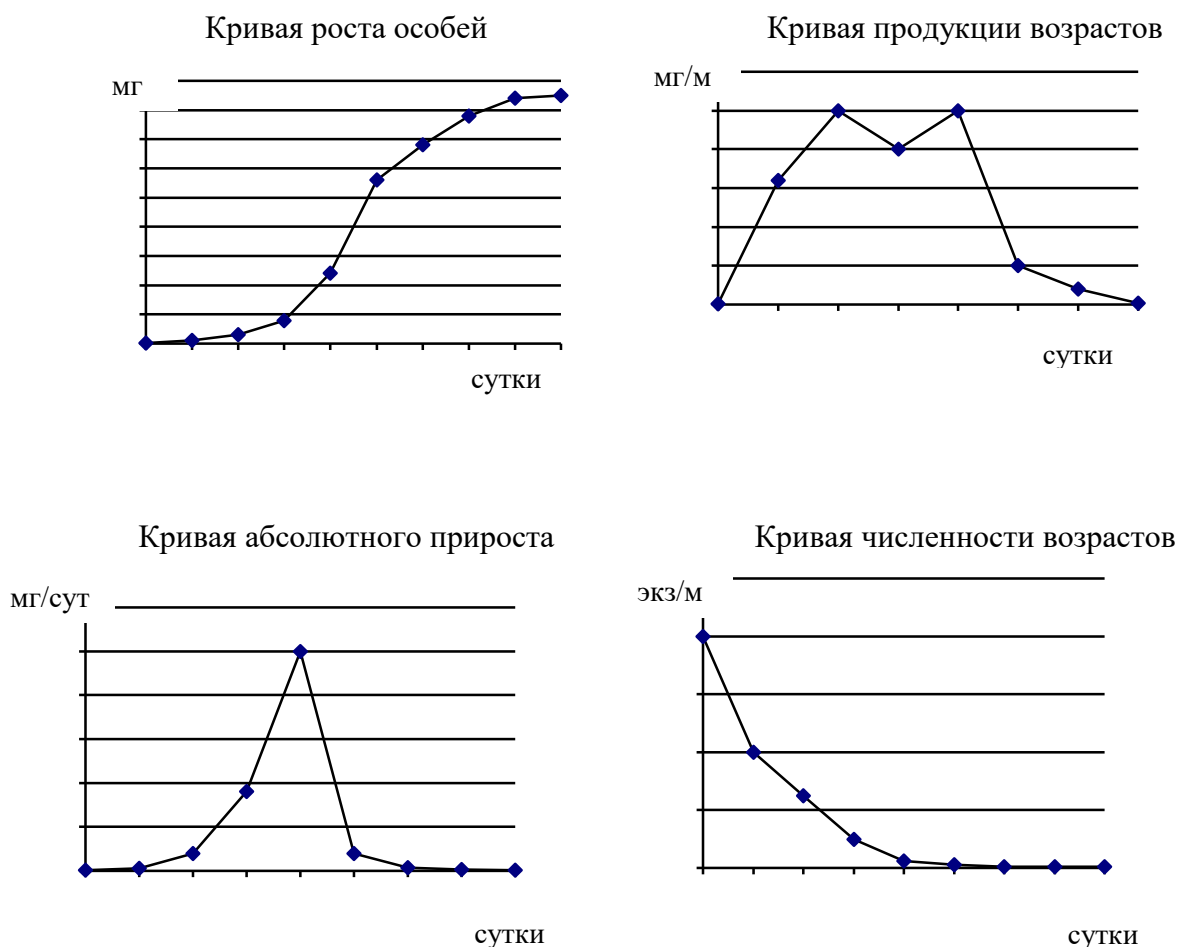 Кривая роста особей
Кривая продукции возрастов
мг
мг/м
сутки
сутки
Кривая абсолютного прироста
Кривая численности возрастов
мг/сут
экз/м
сутки
сутки